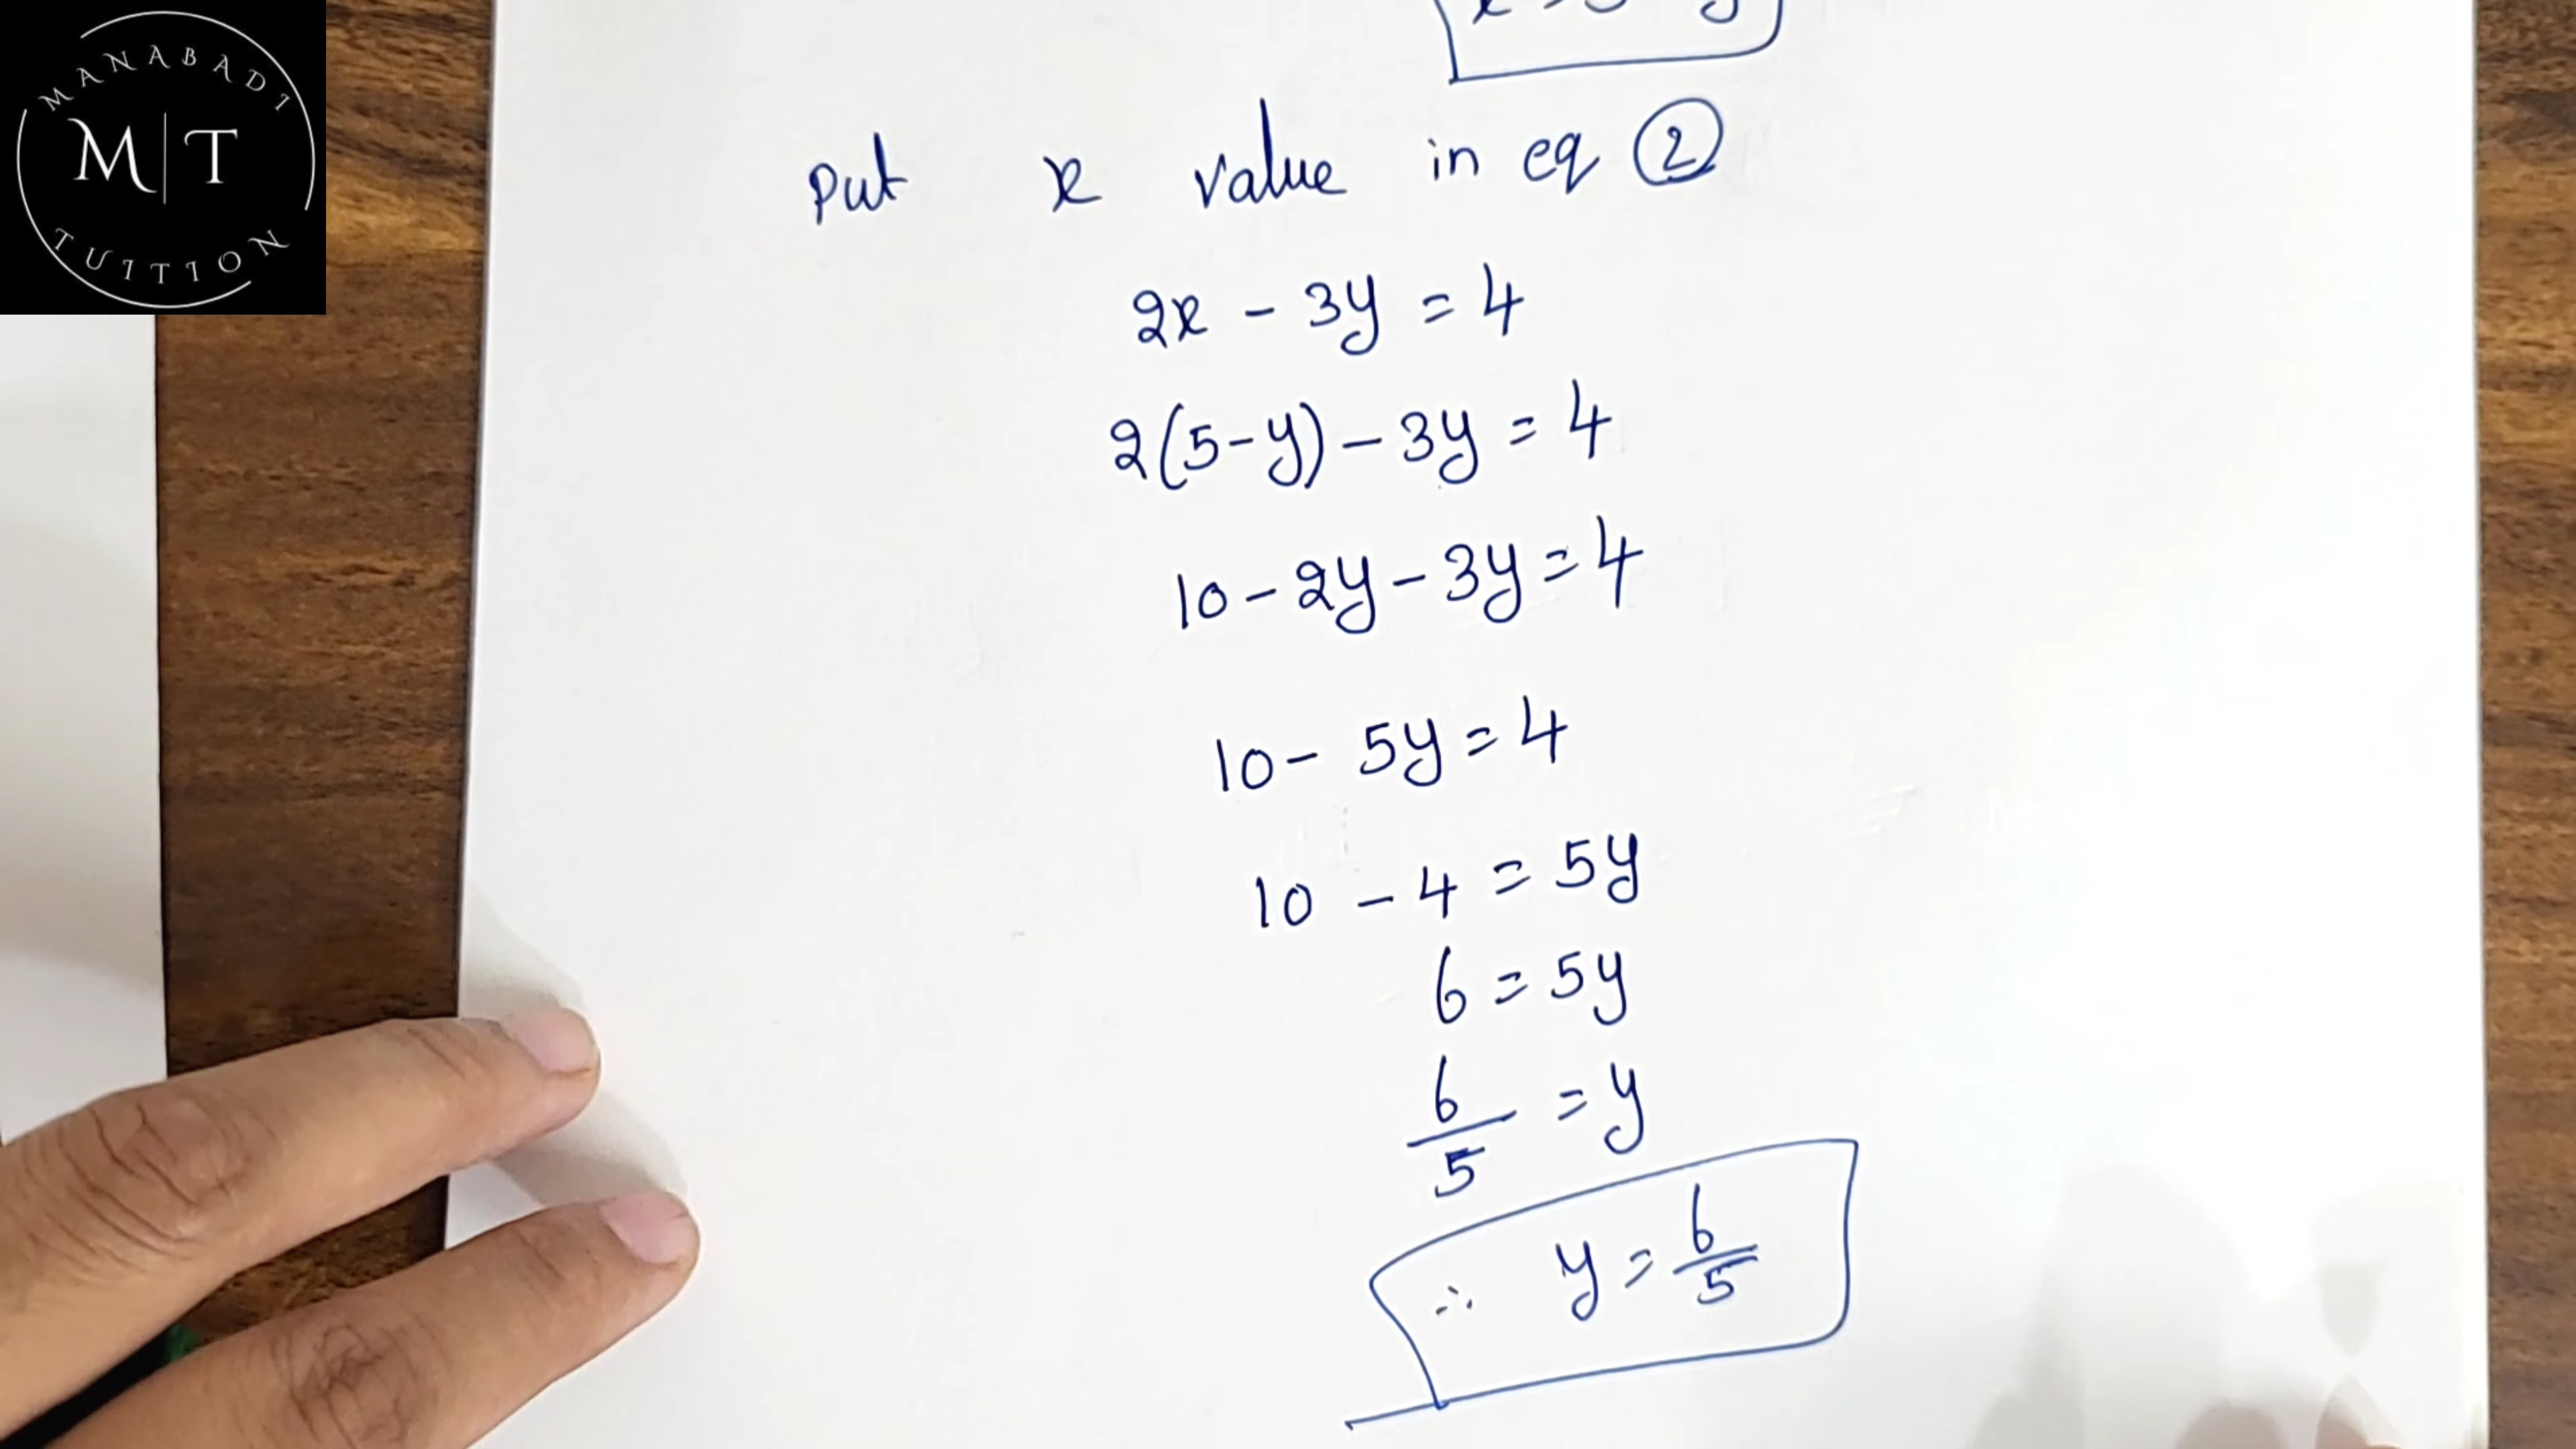 MANABADI
M|T
TUITION
x = 5 - y
put x value in eq ②
2x - 3y = 4
2(5-y) - 3y = 4
10 - 2y - 3y = 4
10 - 5y = 4
10 - 4 = 5y
6 = 5y
6/5 = y
∴ y = 6/5